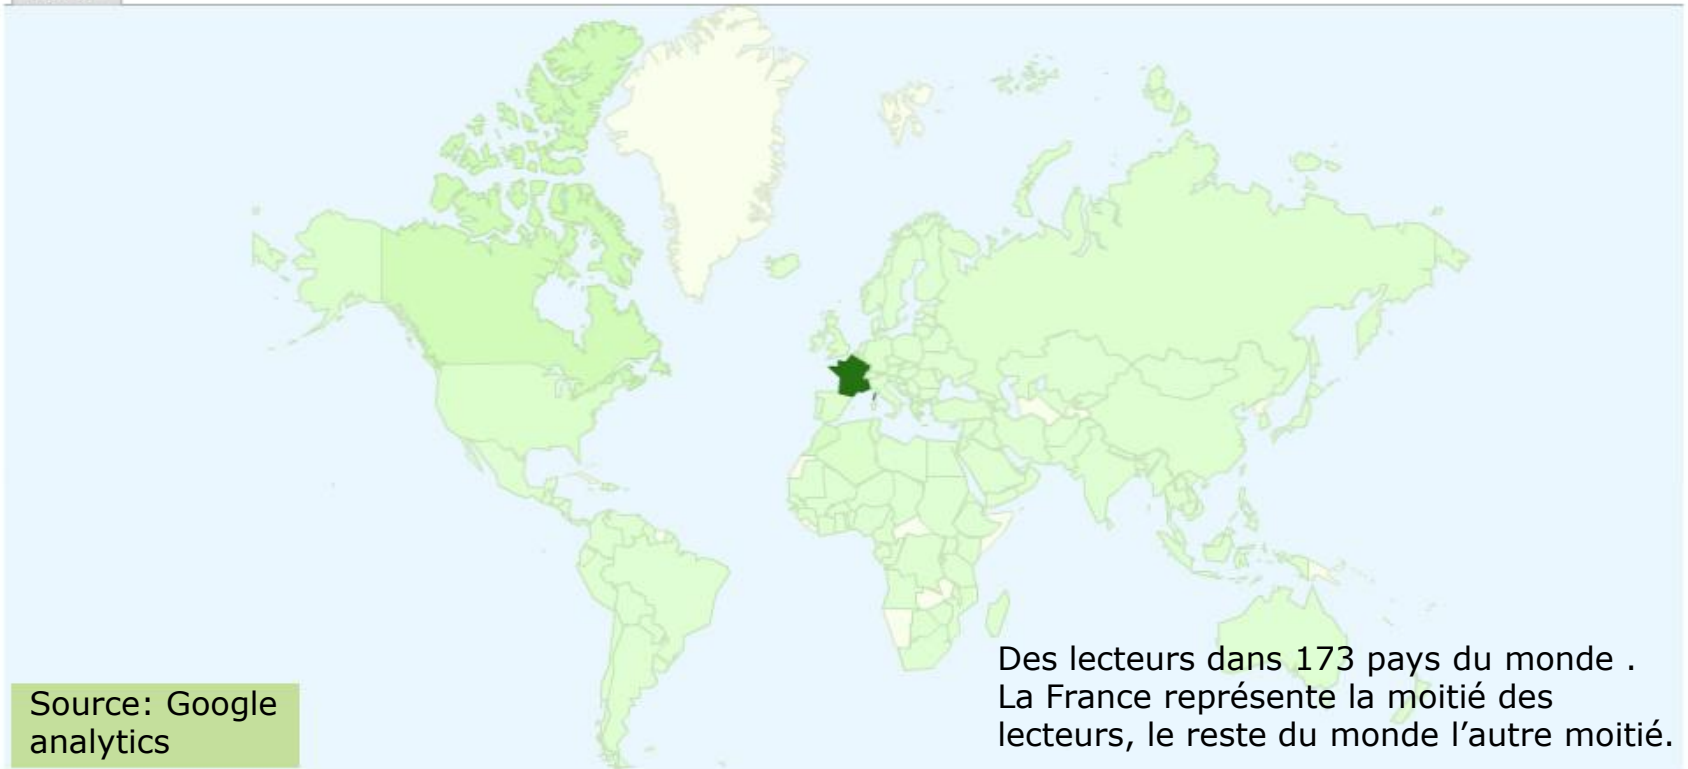 Source: Google
analytics
Des lecteurs dans 173 pays du monde .
La France représente la moitié des
lecteurs, le reste du monde l’autre moitié.